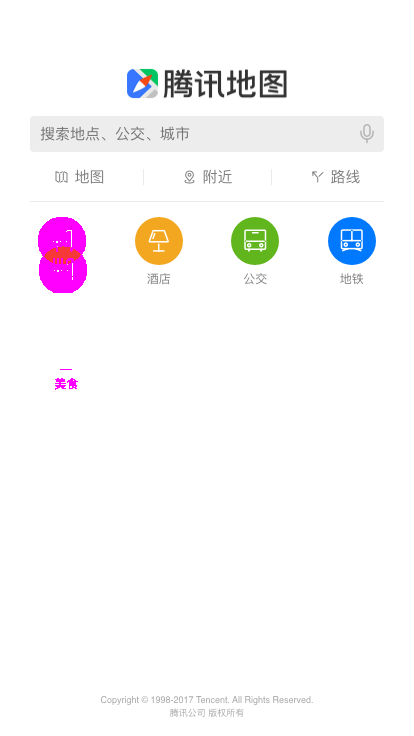 腾讯地图
搜索地点、公交、城市
地图 附近 路线
酒店 公交 地铁
美食
Copyright © 1998-2017 Tencent. All Rights Reserved.
腾讯公司 版权所有